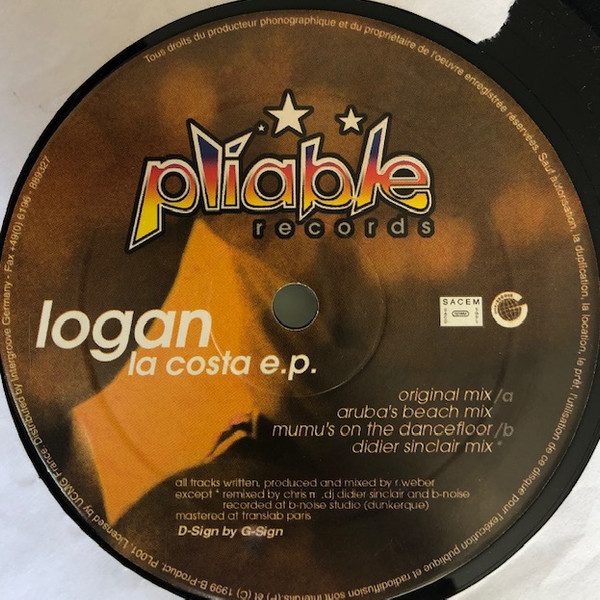 Tous droits du producteur phonographique et du propriétaire de l'oeuvre enregistrée réservées. Sauf autorisation, la duplication, la location, le prêt, l'utilisation de ce disque pour l'exécution publique et radiodiffusion sont interdits (P) et (C) 1999 B-Product. PL001. Licensed by UCMG France Distributed by Intergroove Germany - Fax +49(0) 6196 - 889327
pliable
records
logan
la costa e.p.
SACEM
original mix /a
aruba's beach mix
mumu's on the dancefloor /b
didier sinclair mix *
all tracks written, produced and mixed by r.weber
except * remixed by chris π ,dj didier sinclair and b-noise
recorded at b-noise studio (dunkerque)
mastered at translab paris
D-Sign by G-Sign